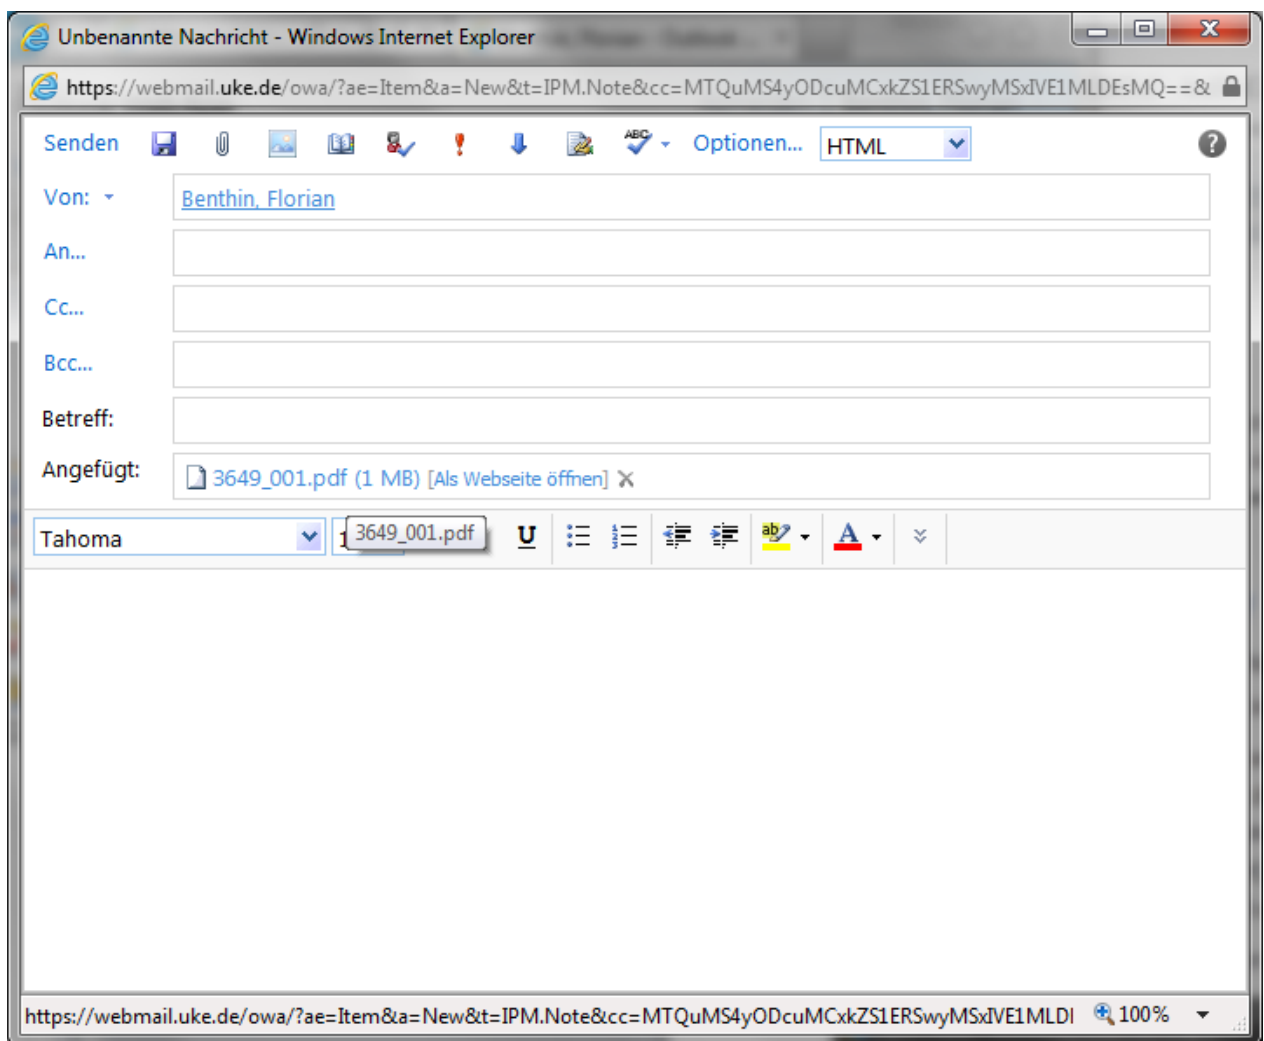 Unbenannte Nachricht - Windows Internet Explorer
https://webmail.uke.de/owa/?ae=Item&a=New&t=IPM.Note&cc=MTQuMS4yODcuMCxkZS1ERSwyMSxIVE1MLDEsMQ==&
Senden ABC Optionen... HTML
Von: Benthin, Florian
An...
Cc...
Bcc...
Betreff:
Angefügt: 3649_001.pdf (1 MB) [Als Webseite öffnen]
Tahoma 3649_001.pdf U ab A
https://webmail.uke.de/owa/?ae=Item&a=New&t=IPM.Note&cc=MTQuMS4yODcuMCxkZS1ERSwyMSxIVE1MLDI 100%